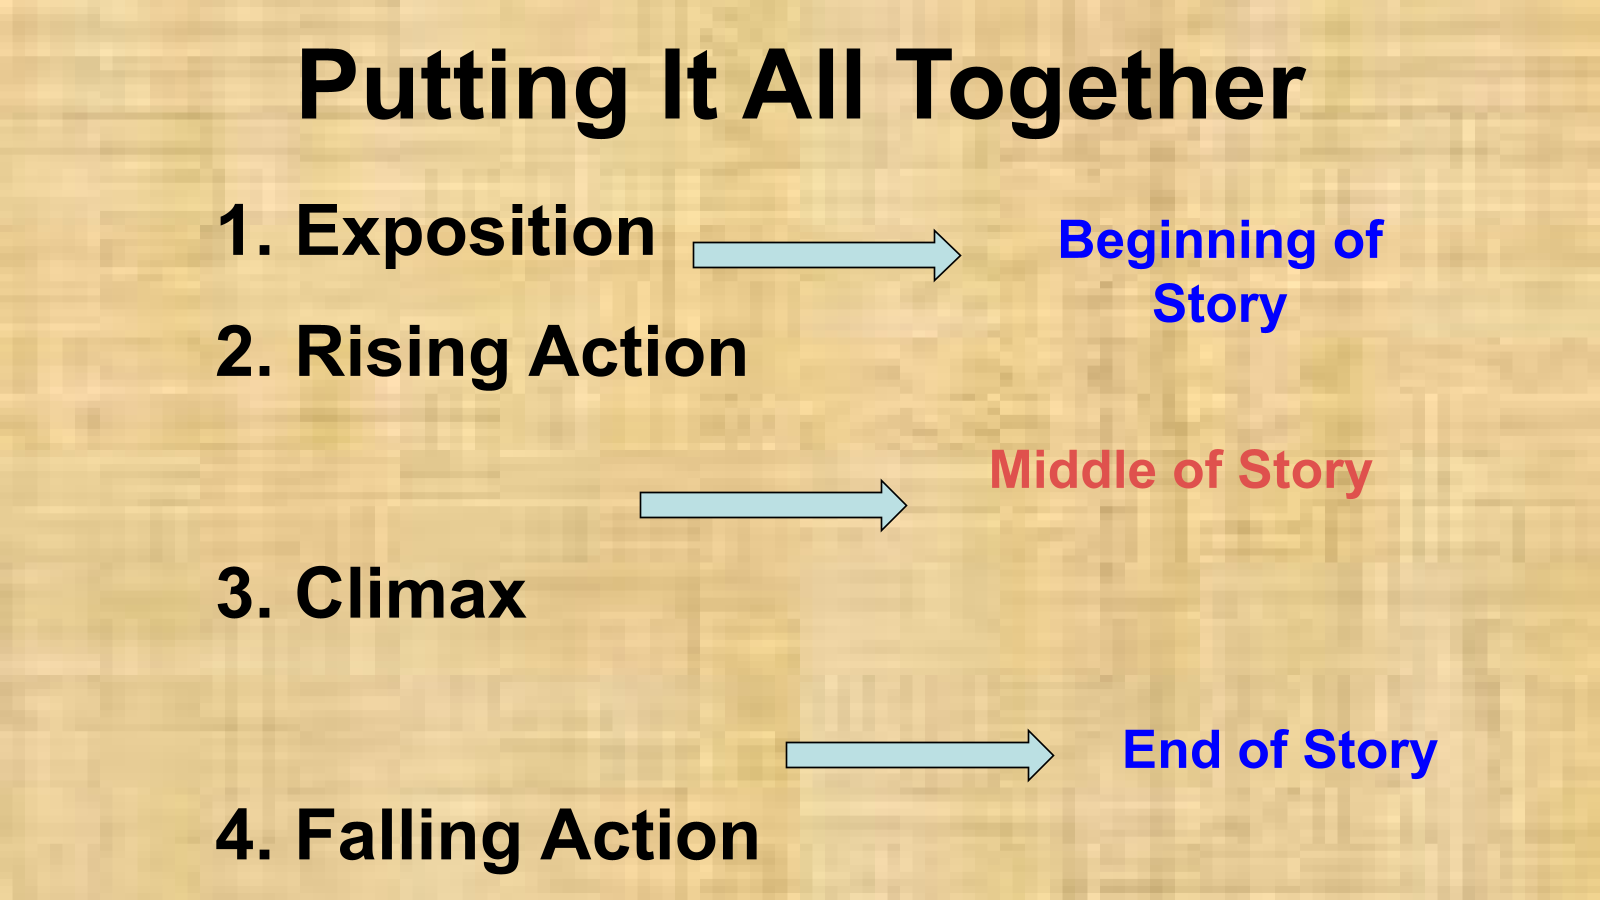 Putting It All Together
1. Exposition
Beginning of
Story
2. Rising Action
Middle of Story
3. Climax
End of Story
4. Falling Action